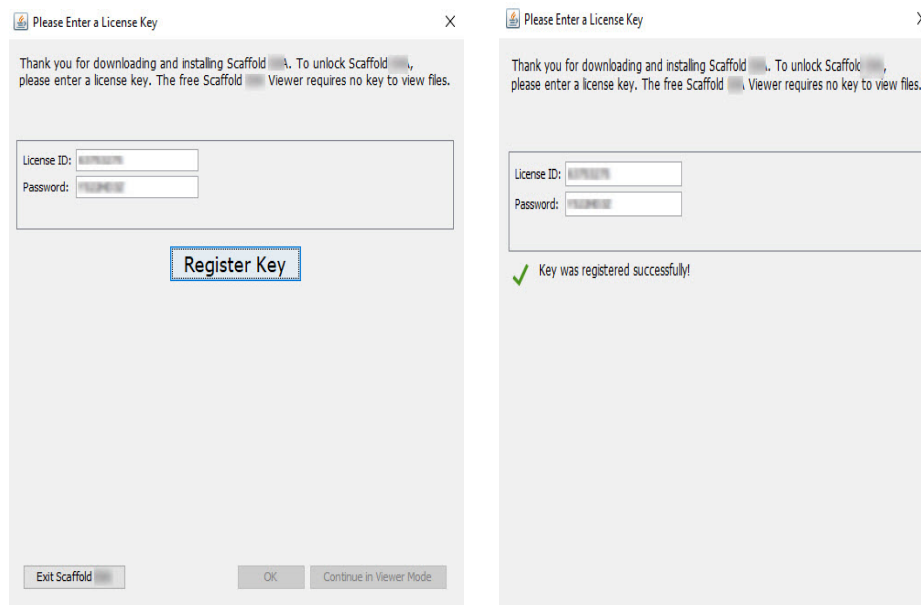 Please Enter a License Key
Thank you for downloading and installing Scaffold A. To unlock Scaffold ,
please enter a license key. The free Scaffold Viewer requires no key to view files.
License ID:
Password:
Register Key
Exit Scaffold
OK
Continue in Viewer Mode
Please Enter a License Key
Thank you for downloading and installing Scaffold . To unlock Scaffold ,
please enter a license key. The free Scaffold Viewer requires no key to view files.
License ID:
Password:
Key was registered successfully!